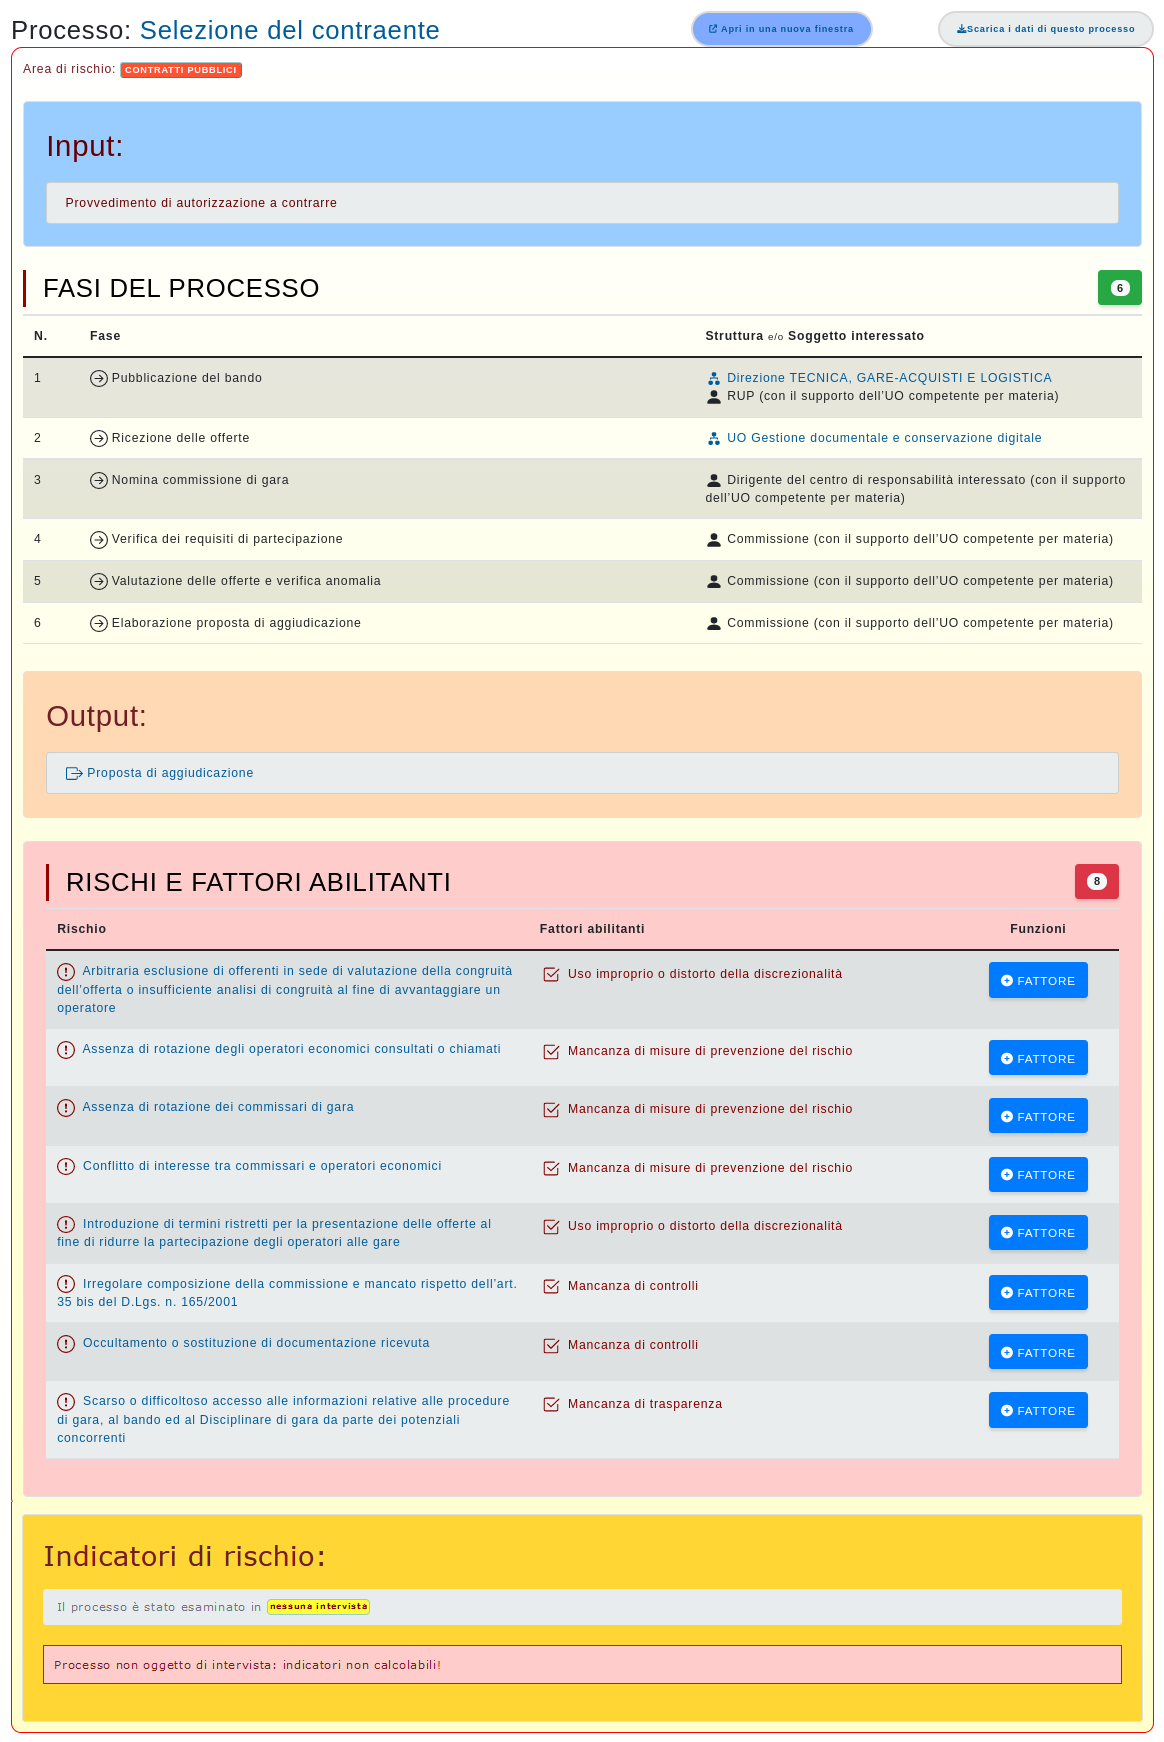 Processo: Selezione del contraente
Apri in una nuova finestra
Scarica i dati di questo processo
Area di rischio: CONTRATTI PUBBLICI
Input:
Provvedimento di autorizzazione a contrarre
FASI DEL PROCESSO
6
N. Fase Struttura e/o Soggetto interessato
1 Pubblicazione del bando Direzione TECNICA, GARE-ACQUISTI E LOGISTICA
RUP (con il supporto dell'UO competente per materia)
2 Ricezione delle offerte UO Gestione documentale e conservazione digitale
3 Nomina commissione di gara Dirigente del centro di responsabilità interessato (con il supporto
dell'UO competente per materia)
4 Verifica dei requisiti di partecipazione Commissione (con il supporto dell'UO competente per materia)
5 Valutazione delle offerte e verifica anomalia Commissione (con il supporto dell'UO competente per materia)
6 Elaborazione proposta di aggiudicazione Commissione (con il supporto dell'UO competente per materia)
Output:
Proposta di aggiudicazione
RISCHI E FATTORI ABILITANTI
8
Rischio Fattori abilitanti Funzioni
Arbitraria esclusione di offerenti in sede di valutazione della congruità
dell'offerta o insufficiente analisi di congruità al fine di avvantaggiare un
operatore
Uso improprio o distorto della discrezionalità
FATTORE
Assenza di rotazione degli operatori economici consultati o chiamati
Mancanza di misure di prevenzione del rischio
FATTORE
Assenza di rotazione dei commissari di gara
Mancanza di misure di prevenzione del rischio
FATTORE
Conflitto di interesse tra commissari e operatori economici
Mancanza di misure di prevenzione del rischio
FATTORE
Introduzione di termini ristretti per la presentazione delle offerte al
fine di ridurre la partecipazione degli operatori alle gare
Uso improprio o distorto della discrezionalità
FATTORE
Irregolare composizione della commissione e mancato rispetto dell'art.
35 bis del D.Lgs. n. 165/2001
Mancanza di controlli
FATTORE
Occultamento o sostituzione di documentazione ricevuta
Mancanza di controlli
FATTORE
Scarso o difficoltoso accesso alle informazioni relative alle procedure
di gara, al bando ed al Disciplinare di gara da parte dei potenziali
concorrenti
Mancanza di trasparenza
FATTORE
Indicatori di rischio:
Il processo è stato esaminato in nessuna intervista
Processo non oggetto di intervista: indicatori non calcolabili!